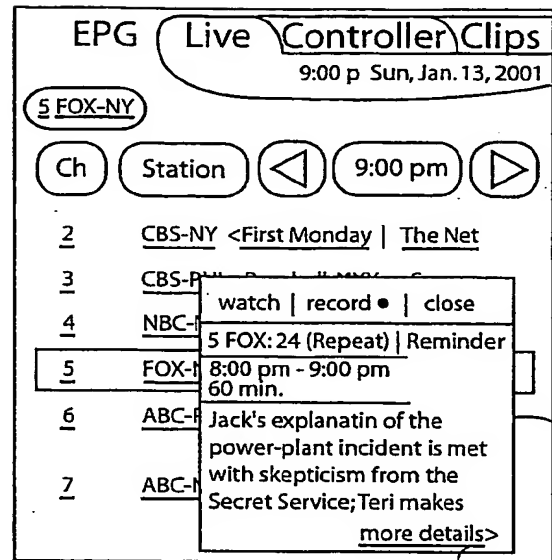 EPG Live Controller Clips
9:00 p Sun, Jan. 13, 2001
5 FOX-NY
Ch Station 9:00 pm
2 CBS-NY <First Monday | The Net
3
4
5
6
7
watch | record ● | close
5 FOX: 24 (Repeat) | Reminder
8:00 pm - 9:00 pm
60 min.
Jack's explanatin of the
power-plant incident is met
with skepticism from the
Secret Service; Teri makes
more details>